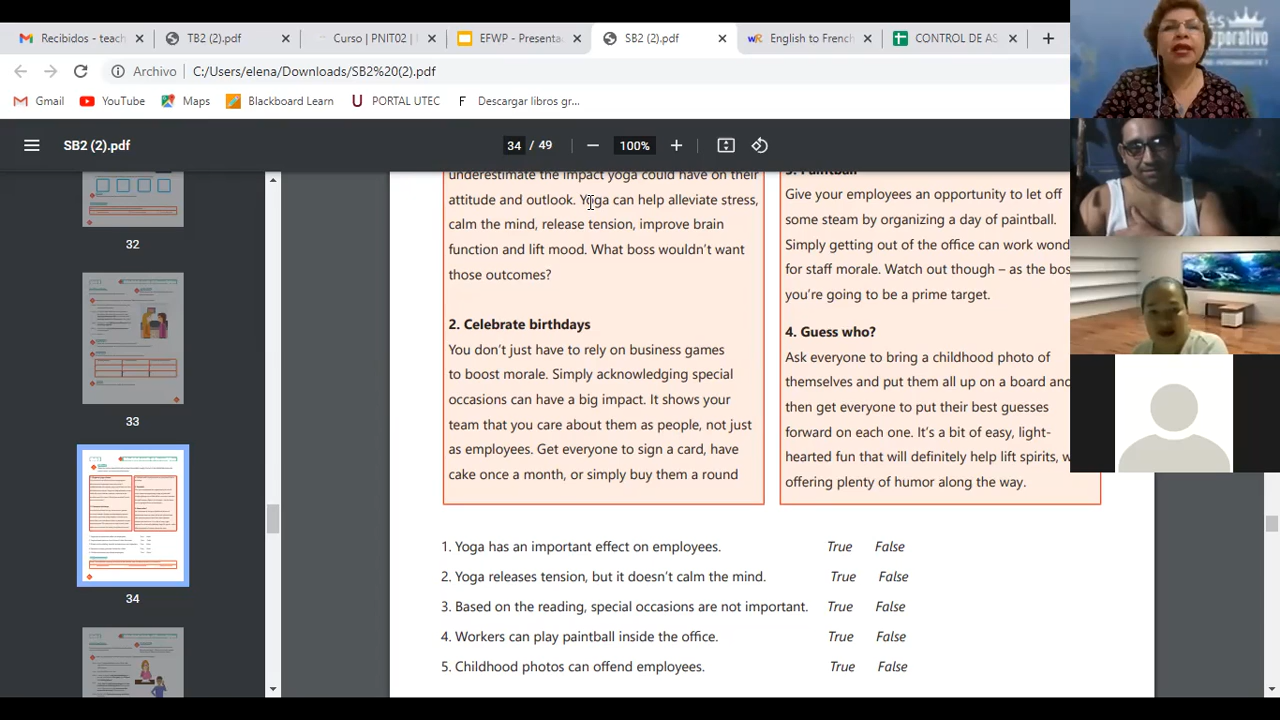 Recibidos - teach
TB2 (2).pdf
Curso | PNIT02 |
EPV PP - Presenta
SB2 (2).pdf
English to French
CONTROL DE AS
Archivo
C:/Users/elena/Downloads/SB2%20(2).pdf
Gmail
YouTube
Maps
Blackboard Learn
PORTAL UTEC
Descargar libros gr...
SB2 (2).pdf
34 / 49
100%
32
33
34
underestimate the impact yoga could have on their
attitude and outlook. Yoga can help alleviate stress,
calm the mind, release tension, improve brain
function and lift mood. What boss wouldn't want
those outcomes?
2. Celebrate birthdays
You don't just have to rely on business games
to boost morale. Simply acknowledging special
occasions can have a big impact. It shows your
team that you care about them as people, not just
as employees. Get everyone to sign a card, have
cake once a month, or simply buy them a round
3. Paintball
Give your employees an opportunity to let off
some steam by organizing a day of paintball.
Simply getting out of the office can work wond
for staff morale. Watch out though – as the bos
you're going to be a prime target.
4. Guess who?
Ask everyone to bring a childhood photo of
themselves and put them all up on a board and
then get everyone to put their best guesses
forward on each one. It's a bit of easy, light-
hearted fun that will definitely help lift spirits, w
offering plenty of humor along the way.
1. Yoga has an important effect on employees. True False
2. Yoga releases tension, but it doesn't calm the mind. True False
3. Based on the reading, special occasions are not important. True False
4. Workers can play paintball inside the office. True False
5. Childhood photos can offend employees. True False